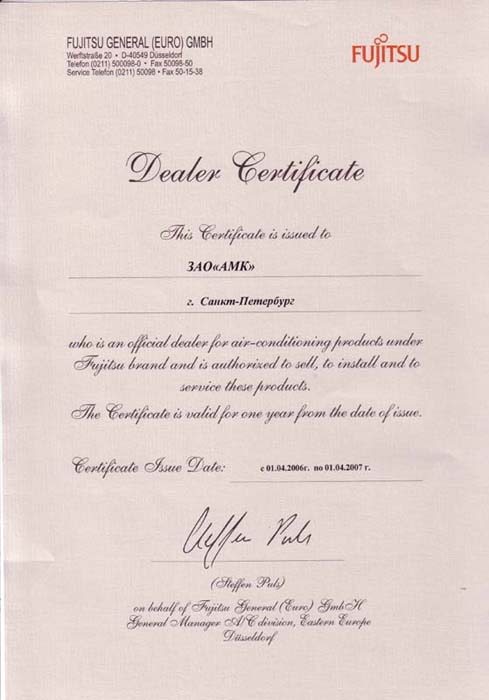 FUJITSU GENERAL (EURO) GMBH
Werftstraße 20 • D-40549 Düsseldorf
Telefon (0211) 500098-0 • Fax 50098-50
Service Telefon (0211) 50098 • Fax 50-15-38
FUJITSU
Dealer Certificate
This Certificate is issued to
ЗАО«АМК»
г. Санкт-Петербург
who is an official dealer for air-conditioning products under
Fujitsu brand and is authorized to sell, to install and to
service these products.
The Certificate is valid for one year from the date of issue.
Certificate Issue Date: с 01.04.2006г. по 01.04.2007 г.
Steffen Puls
(Steffen Puls)
on behalf of Fujitsu General (Euro) GmbH
General Manager A/C division, Eastern Europe
Düsseldorf